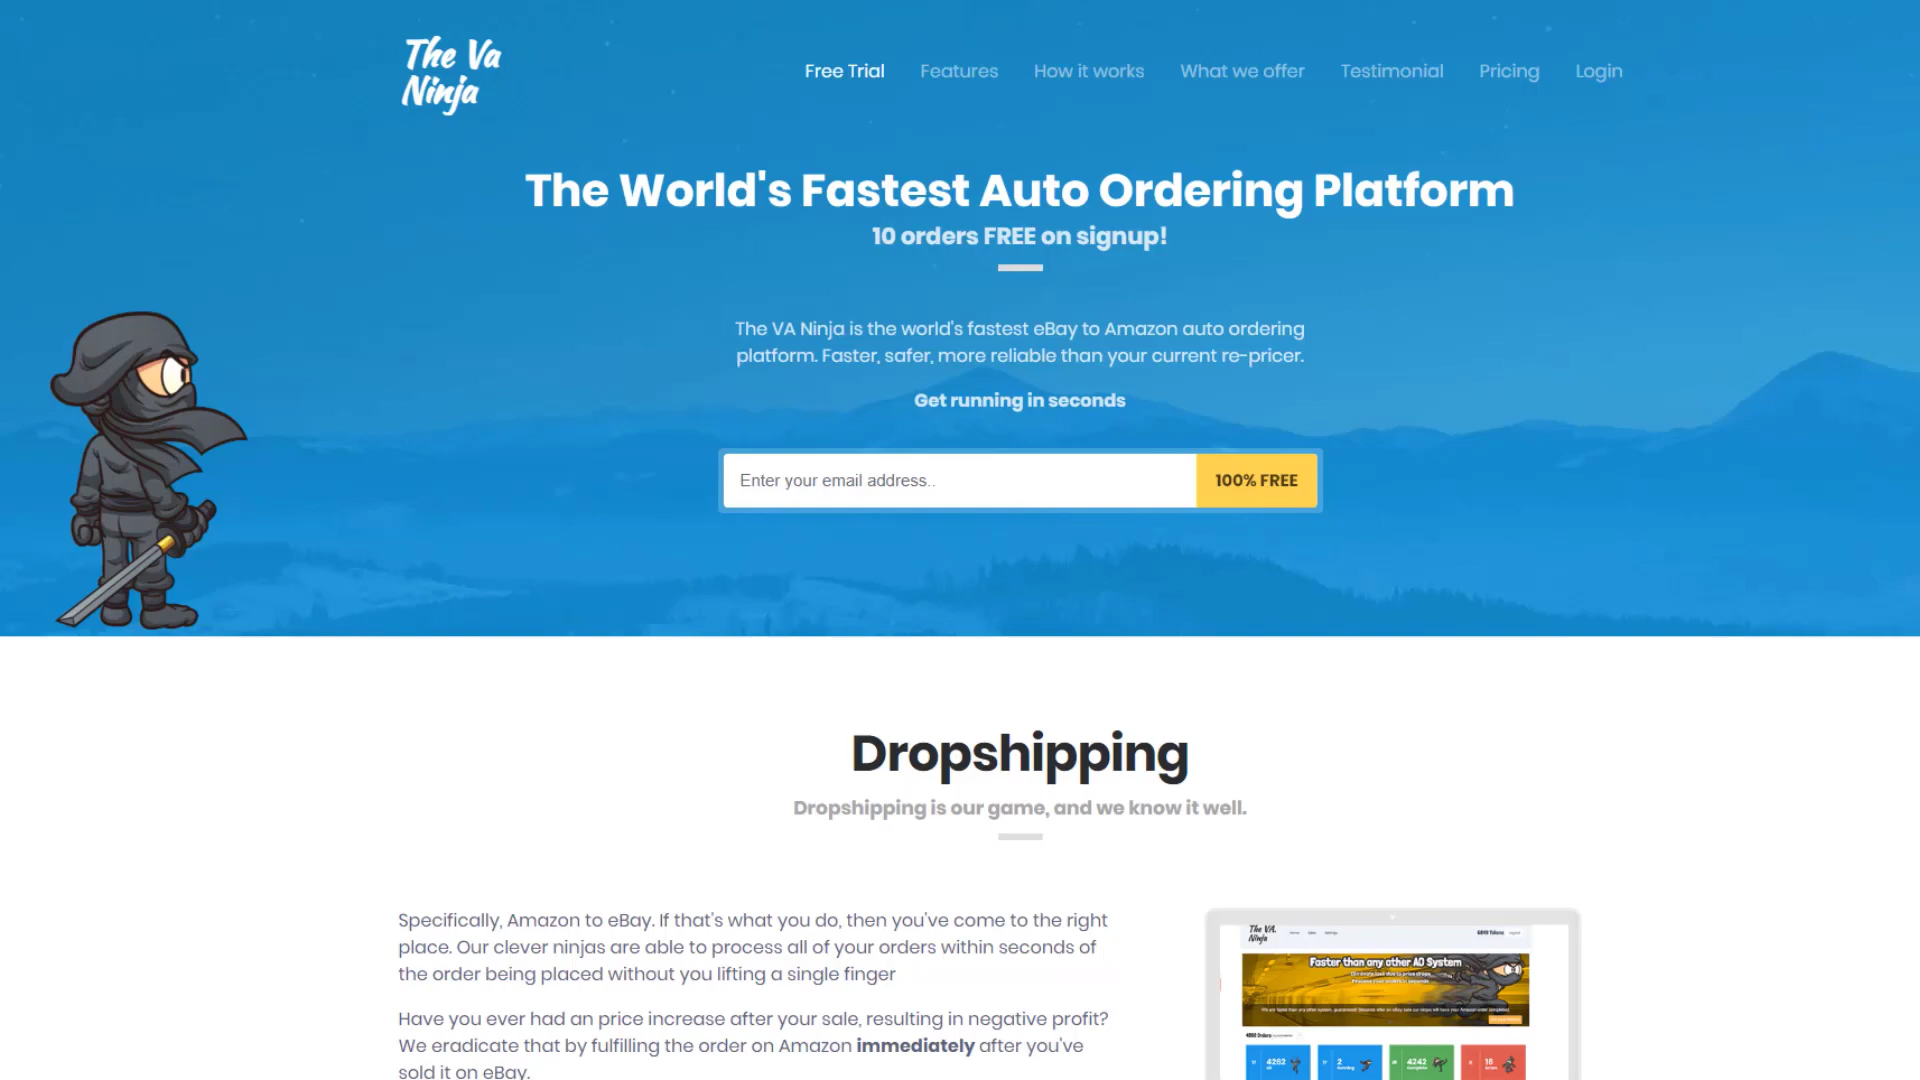 The Va
Ninja
Free Trial
Features
How it works
What we offer
Testimonial
Pricing
Login
The World's Fastest Auto Ordering Platform
10 orders FREE on signup!
The VA Ninja is the world's fastest eBay to Amazon auto ordering
platform. Faster, safer, more reliable than your current re-pricer.
Get running in seconds
Enter your email address..
100% FREE
Dropshipping
Dropshipping is our game, and we know it well.
Specifically, Amazon to eBay. If that's what you do, then you've come to the right
place. Our clever ninjas are able to process all of your orders within seconds of
the order being placed without you lifting a single finger
Have you ever had an price increase after your sale, resulting in negative profit?
We eradicate that by fulfilling the order on Amazon immediately after you've
sold it on eBay.
The VA.
Ninja
Faster than any other AO System
4262
2
4242
16